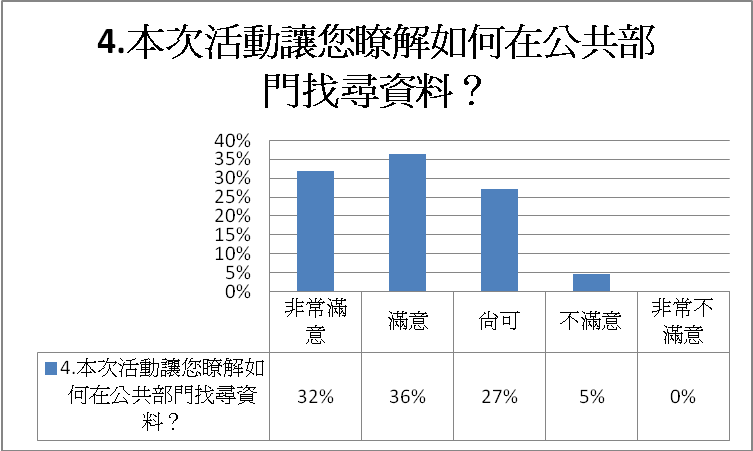 4.本次活動讓您瞭解如何在公共部
門找尋資料？
40%
35%
30%
25%
20%
15%
10%
5%
0%
非常滿
意
滿意
尙可
不滿意
非常不
滿意
4.本次活動讓您瞭解如
何在公共部門找尋資
料？
32%
36%
27%
5%
0%